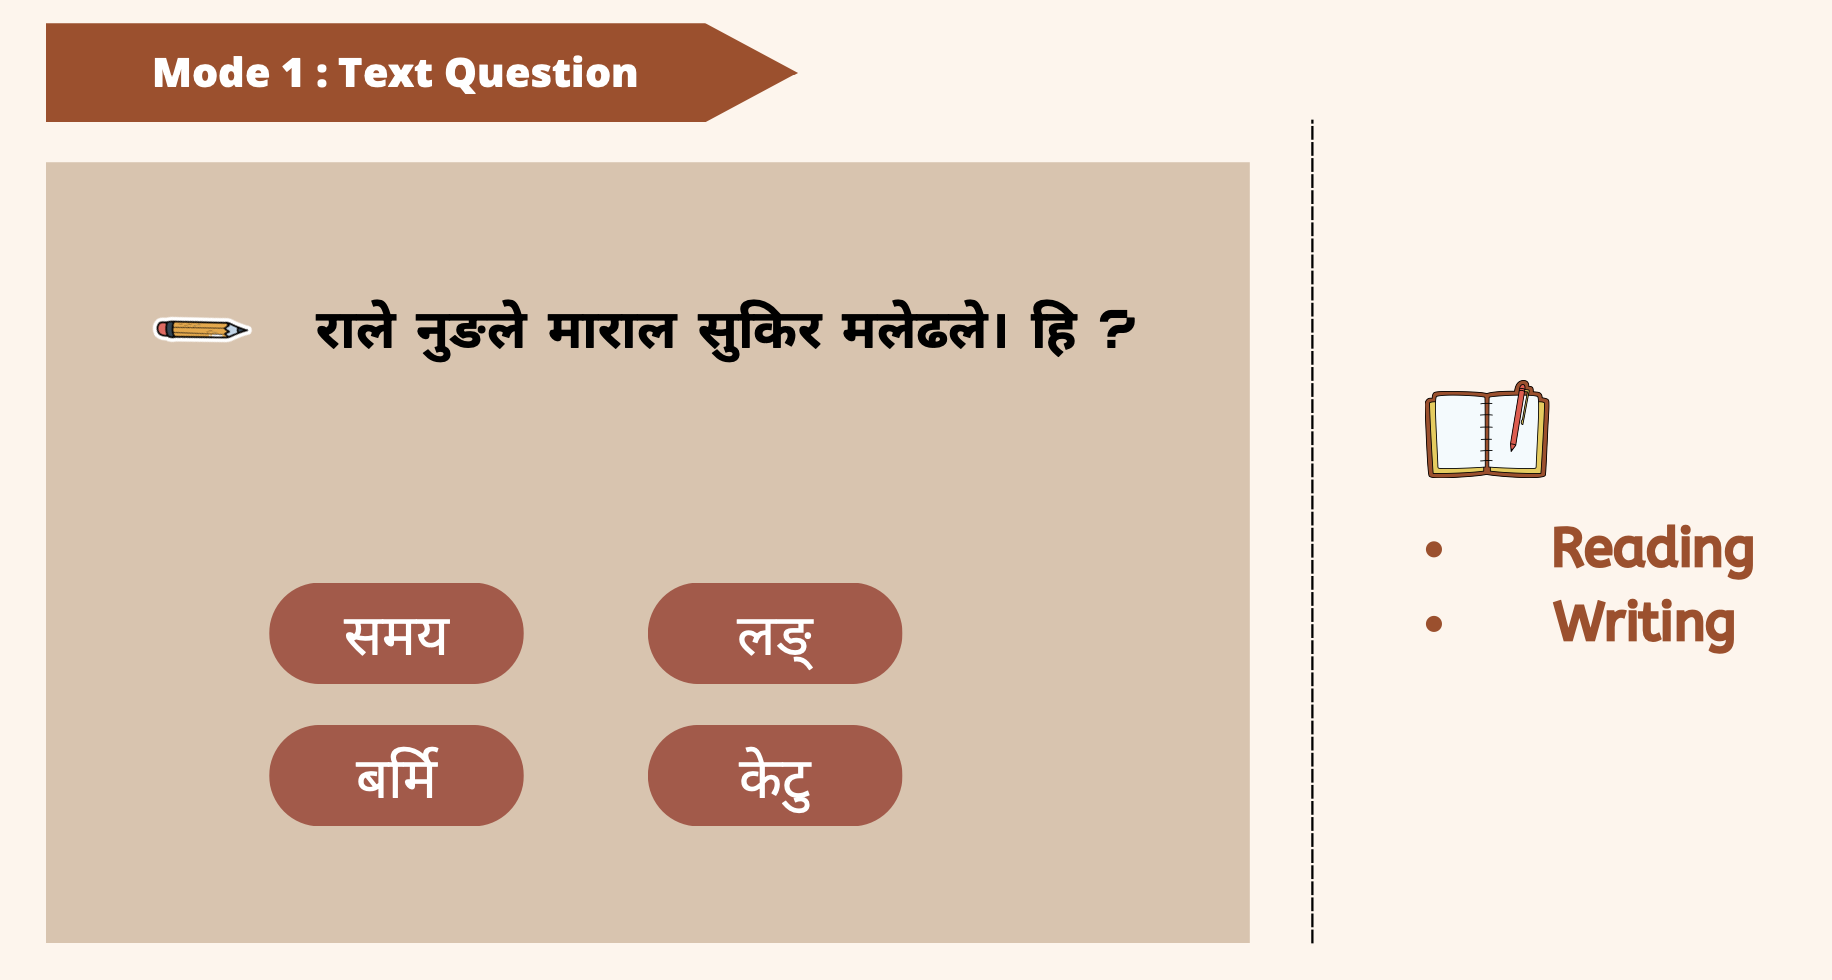 Mode 1 : Text Question
राले नुङले माराल सुकिर मलेढले। हि ?
समय
लङ्
बर्मि
केटु
• Reading
• Writing